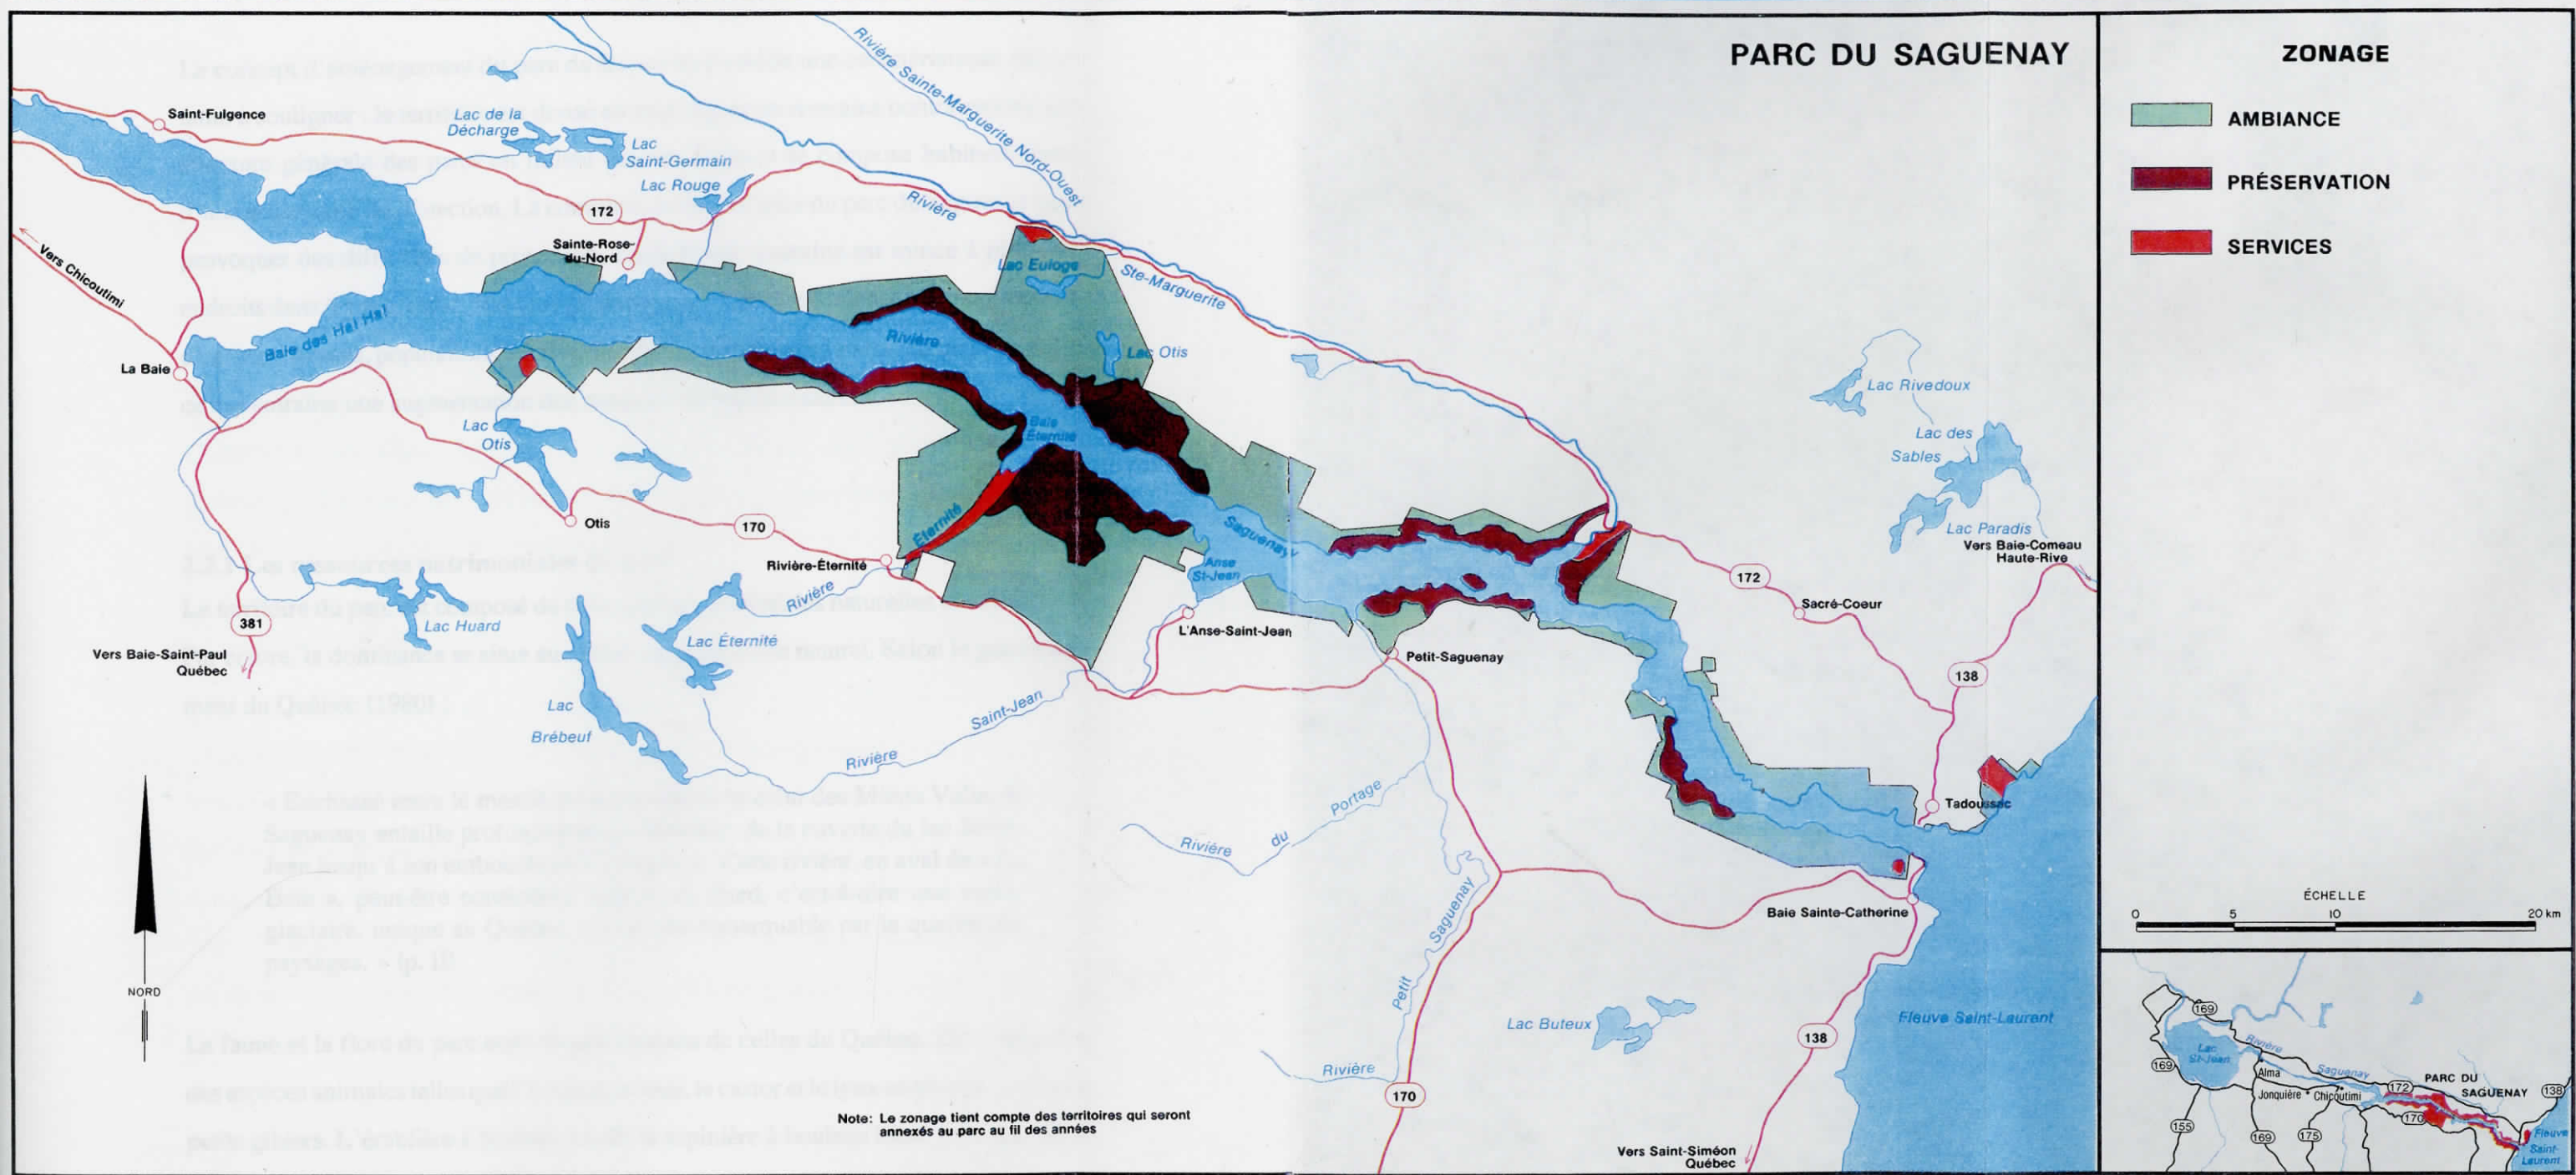 PARC DU SAGUENAY
ZONAGE
AMBIANCE
PRÉSERVATION
SERVICES
Rivière Sainte-Marguerite Nord-Ouest
Saint-Fulgence
Lac de la
Décharge
Lac
Saint-Germain
Lac Rouge
172
Rivière
Sainte-Rose-
du-Nord
Vers Chicoutimi
Lac Euloge
Ste-Marguerite
Baie des Ha! Ha!
Rivière
Lac Otis
La Baie
Lac Rivedoux
Lac
Otis
Baie
Éternité
Lac des
Sables
Otis
170
Éternité
Saguenay
Lac Paradis
Vers Baie-Comeau
Haute-Rive
Rivière-Éternité
Anse
St-Jean
172
Rivière
Sacré-Coeur
381
Lac Huard
Lac Éternité
L'Anse-Saint-Jean
Petit-Saguenay
Vers Baie-Saint-Paul
Québec
138
Lac
Brébeuf
Rivière Saint-Jean
Tadoussac
Rivière du Portage
Baie Sainte-Catherine
ÉCHELLE
0 5 10 20 km
Rivière Petit Saguenay
NORD
Lac Buteux
Fleuve Saint-Laurent
138
170
Note: Le zonage tient compte des territoires qui seront
annexés au parc au fil des années
Vers Saint-Siméon
Québec
169
Lac
St-Jean
Rivière
Saguenay
169
Alma
Jonquière
Chicoutimi
172
PARC DU
SAGUENAY
138
170
155
169
175
Fleuve
Saint-
Laurent